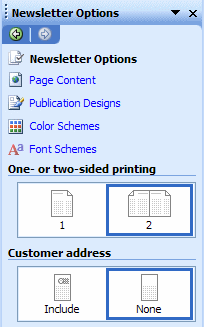 Newsletter Options
Newsletter Options
Page Content
Publication Designs
Color Schemes
Font Schemes
One- or two-sided printing
1 2
Customer address
Include None